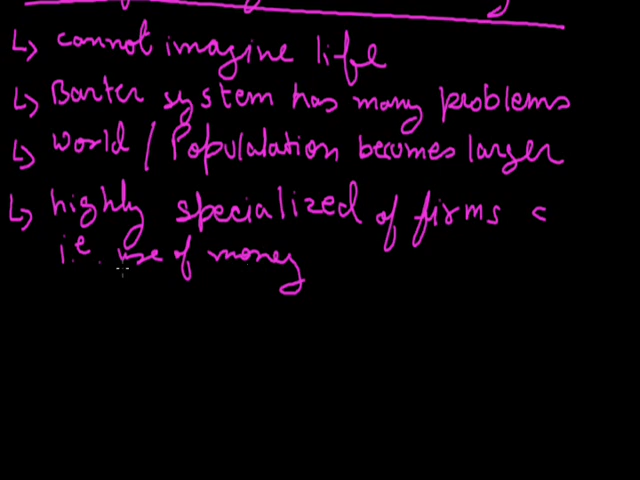 ↳ cannot imagine life
↳ Barter system has many problems
↳ World / Populalation becomes larger
↳ highly specialized of firms c
i.e. use of money